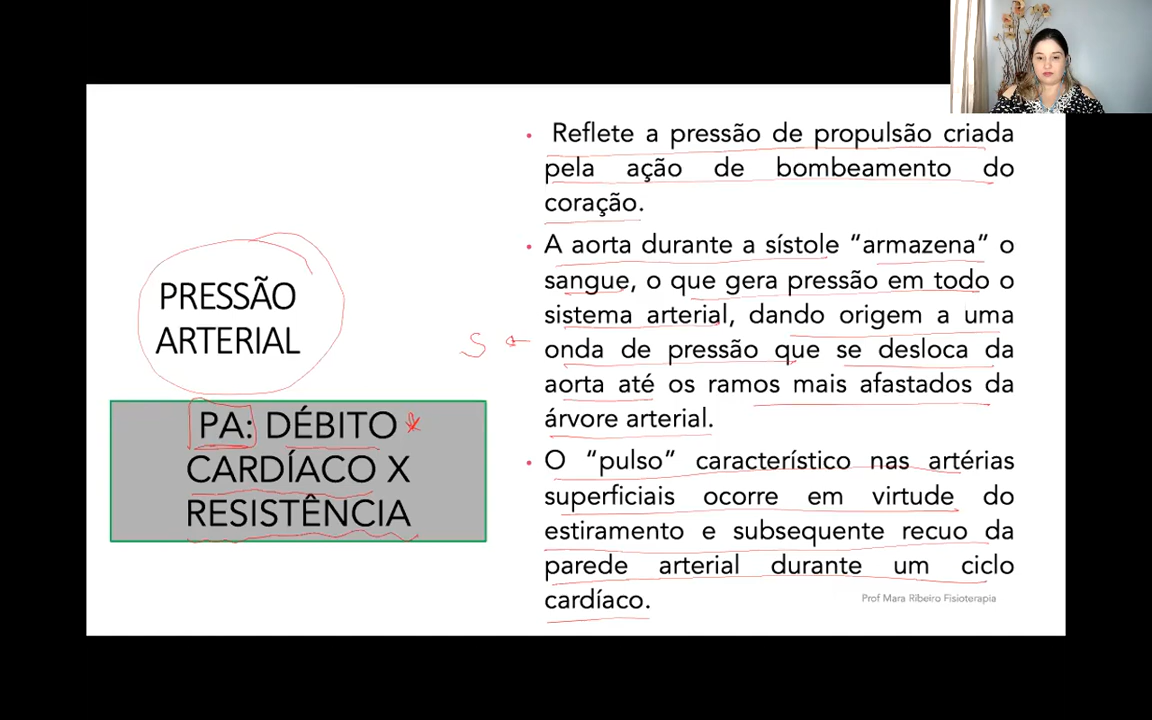 PRESSÃO
ARTERIAL
PA: DÉBITO *
CARDÍACO X
RESISTÊNCIA
• Reflete a pressão de propulsão criada
pela ação de bombeamento do
coração.
• A aorta durante a sístole “armazena” o
sangue, o que gera pressão em todo o
sistema arterial, dando origem a uma
S ← onda de pressão que se desloca da
aorta até os ramos mais afastados da
árvore arterial.
• O “pulso” característico nas artérias
superficiais ocorre em virtude do
estiramento e subsequente recuo da
parede arterial durante um ciclo
cardíaco.
Prof Mara Ribeiro Fisioterapia